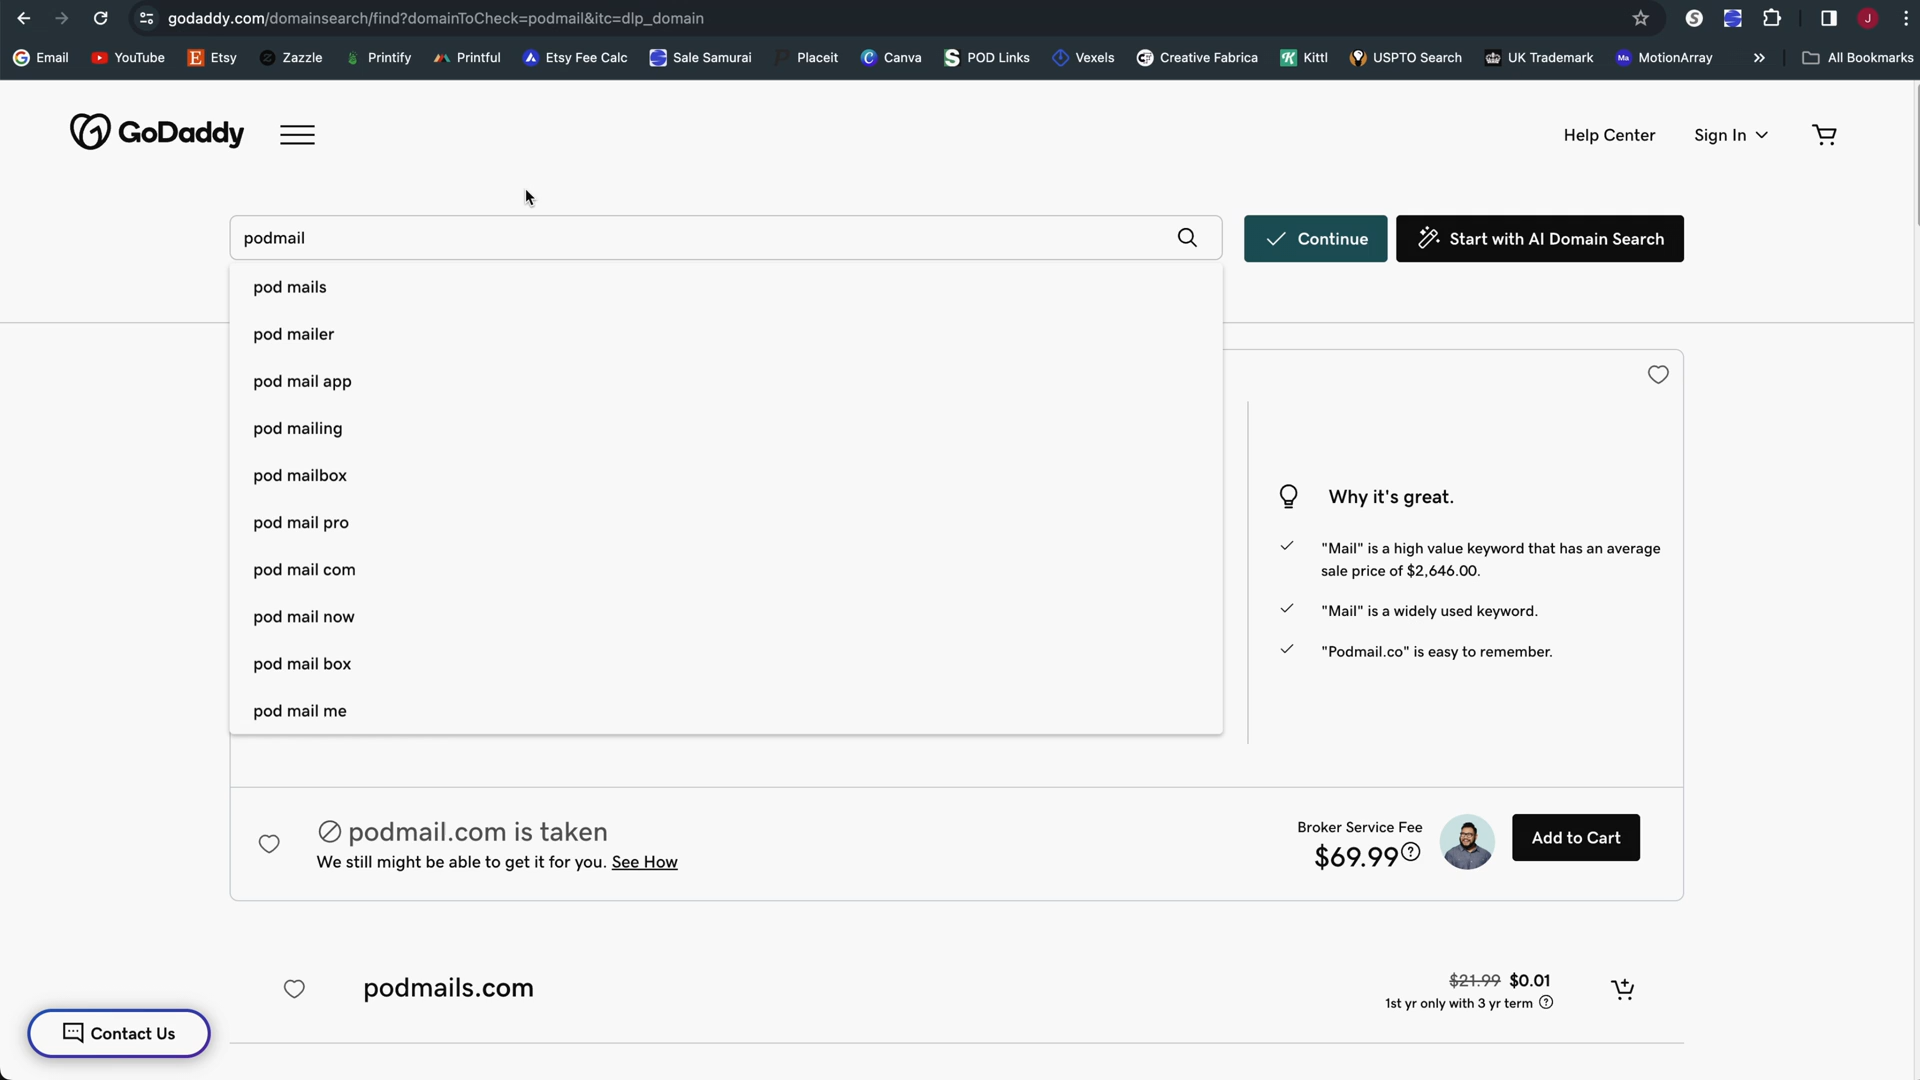 godaddy.com/domainsearch/find?domainToCheck=podmail&itc=dlp_domain
J
Email YouTube Etsy Zazzle Printify Printful Etsy Fee Calc Sale Samurai Placeit Canva POD Links Vexels Creative Fabrica Kittl USPTO Search UK Trademark MotionArray » All Bookmarks
GoDaddy
Help Center Sign In
podmail
Continue
Start with AI Domain Search
pod mails
pod mailer
pod mail app
pod mailing
pod mailbox
pod mail pro
pod mail com
pod mail now
pod mail box
pod mail me
Why it's great.
"Mail" is a high value keyword that has an average
sale price of $2,646.00.
"Mail" is a widely used keyword.
"Podmail.co" is easy to remember.
podmail.com is taken
We still might be able to get it for you. See How
Broker Service Fee
$69.99
Add to Cart
podmails.com
$21.99 $0.01
1st yr only with 3 yr term
Contact Us